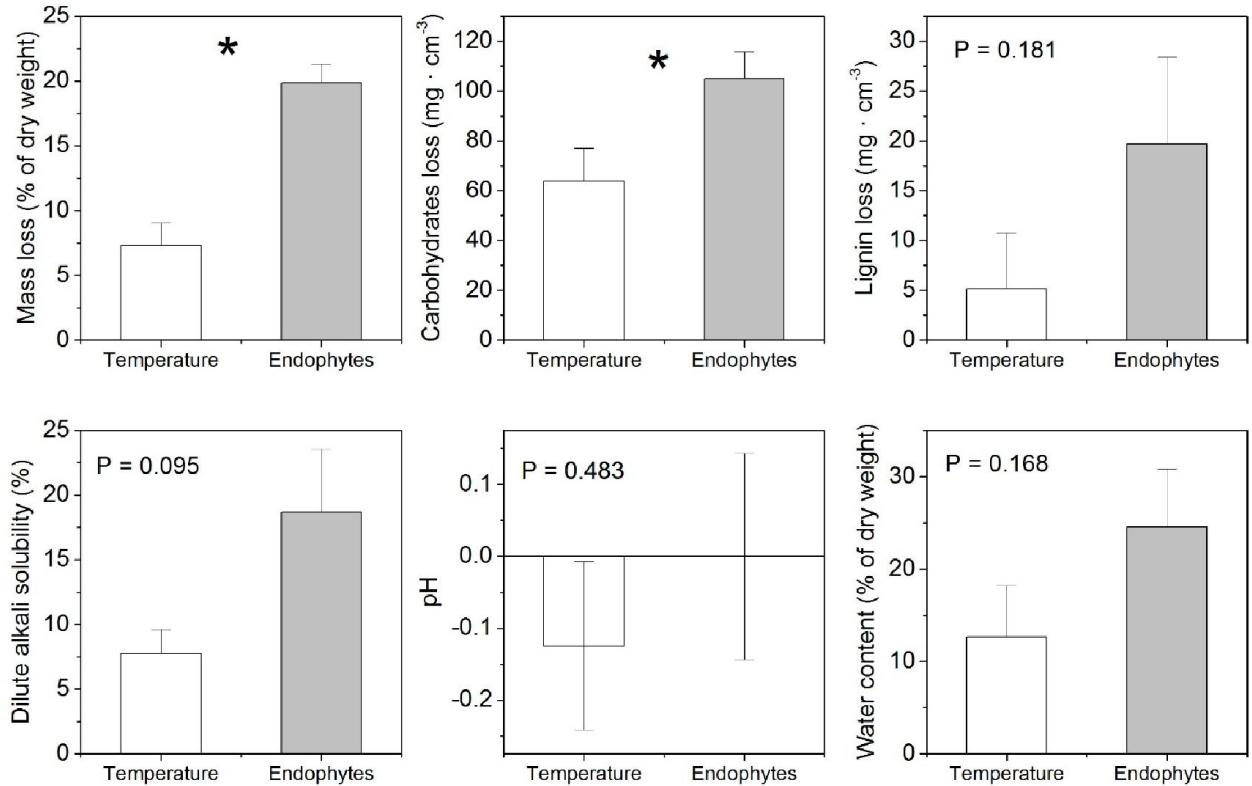 Mass loss (% of dry weight)
25
20
15
10
5
0
*
Temperature
Endophytes
Carbohydrates loss (mg · cm⁻³)
120
100
80
60
40
20
0
*
Temperature
Endophytes
Lignin loss (mg · cm⁻³)
30
25
20
15
10
5
0
P = 0.181
Temperature
Endophytes
Dilute alkali solubility (%)
25
20
15
10
5
0
P = 0.095
Temperature
Endophytes
pH
0.1
0.0
-0.1
-0.2
P = 0.483
Temperature
Endophytes
Water content (% of dry weight)
30
20
10
0
P = 0.168
Temperature
Endophytes